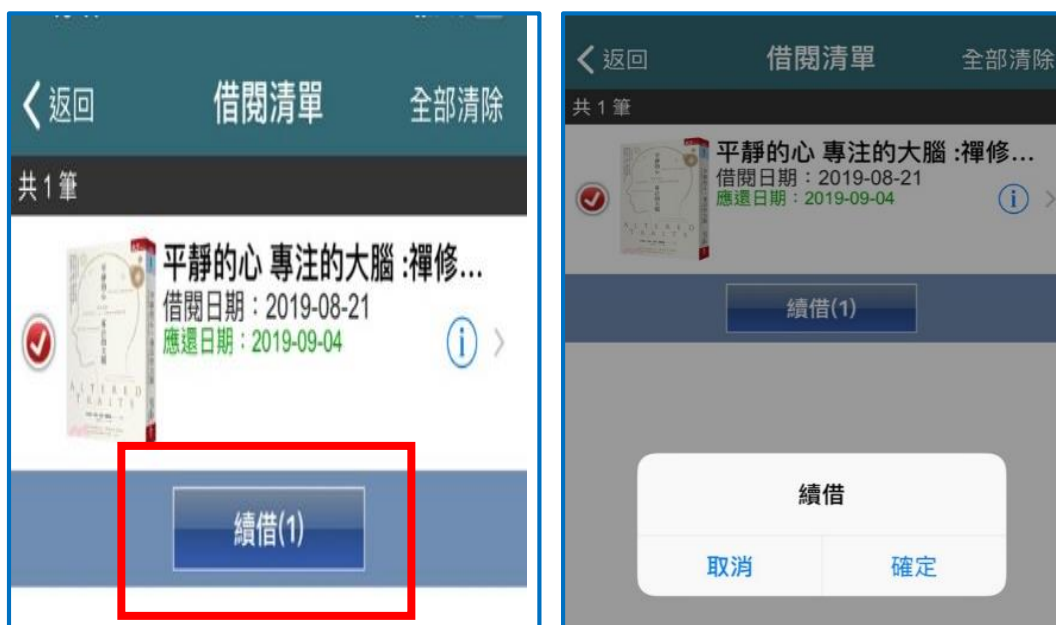 返回 借閱清單 全部清除
共 1 筆
平靜的心 專注的大腦 :禪修...
借閱日期：2019-08-21
應還日期：2019-09-04
ALTERED
TRAITS
續借(1)
返回 借閱清單 全部清除
共 1 筆
平靜的心 專注的大腦 :禪修...
借閱日期：2019-08-21
應還日期：2019-09-04
ALTERED
TRAITS
續借(1)
續借
取消 確定